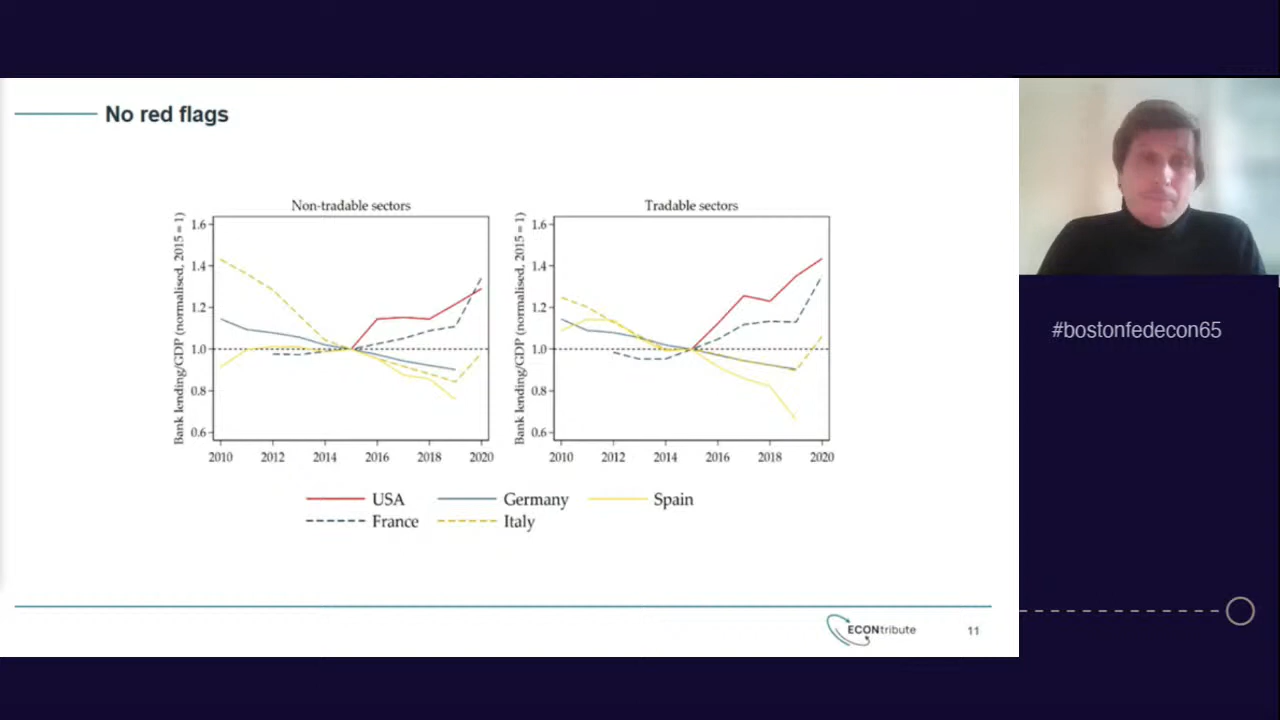 No red flags
Non-tradable sectors
Bank lending/GDP (normalised, 2015 = 1)
1.6
1.4
1.2
1.0
0.8
0.6
2010 2012 2014 2016 2018 2020
Tradable sectors
Bank lending/GDP (normalised, 2015 = 1)
1.6
1.4
1.2
1.0
0.8
0.6
2010 2012 2014 2016 2018 2020
USA Germany Spain
France Italy
ECONtribute
11
#bostonfedecon65